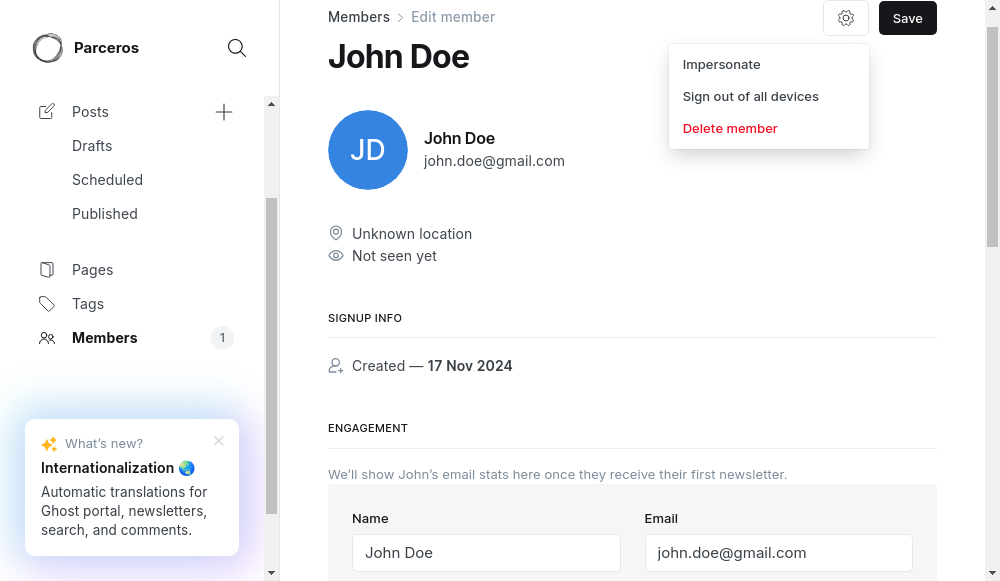 Parceros
Posts
Drafts
Scheduled
Published
Pages
Tags
Members
1
What's new?
Internationalization 🌏
Automatic translations for
Ghost portal, newsletters,
search, and comments.
Members > Edit member
Save
John Doe
Impersonate
Sign out of all devices
Delete member
JD
John Doe
john.doe@gmail.com
Unknown location
Not seen yet
SIGNUP INFO
Created — 17 Nov 2024
ENGAGEMENT
We'll show John's email stats here once they receive their first newsletter.
Name
Email
John Doe
john.doe@gmail.com